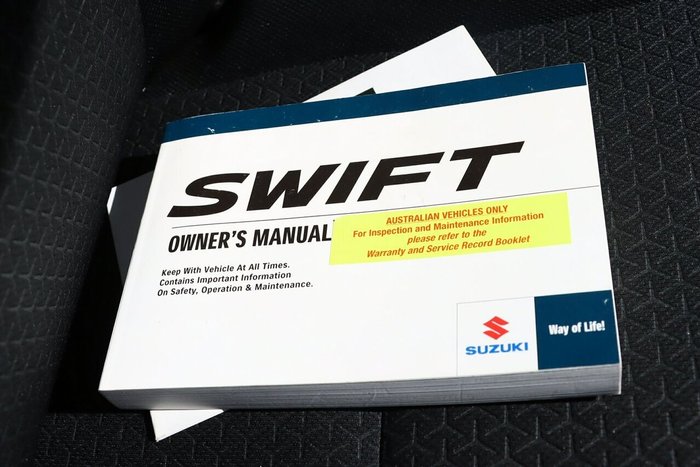 SWIFT
OWNER'S MANUAL
AUSTRALIAN VEHICLES ONLY
For Inspection and Maintenance Information
please refer to the
Warranty and Service Record Booklet
Keep With Vehicle At All Times.
Contains Important Information
On Safety, Operation & Maintenance.
SUZUKI
Way of Life!